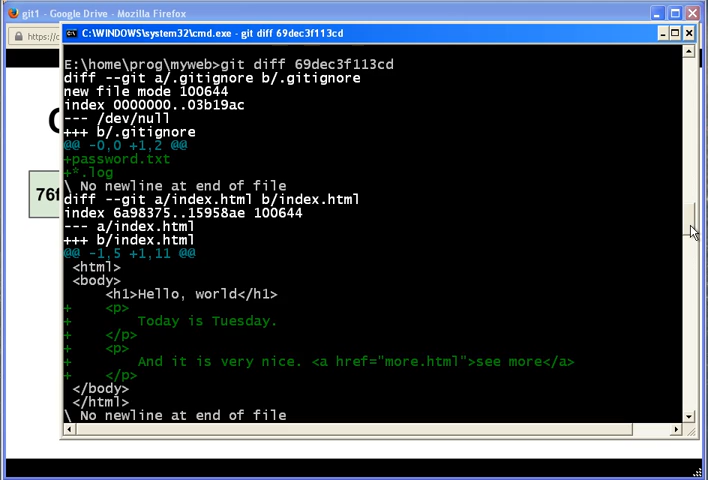 git1 - Google Drive - Mozilla Firefox
C:\WINDOWS\system32\cmd.exe - git diff 69dec3f113cd
https://c
E:\home\prog\myweb>git diff 69dec3f113cd
diff --git a/.gitignore b/.gitignore
new file mode 100644
index 0000000..03b19ac
--- /dev/null
+++ b/.gitignore
@@ -0,0 +1,2 @@
+password.txt
+*.log
\ No newline at end of file
76f
diff --git a/index.html b/index.html
index 6a98375..15958ae 100644
--- a/index.html
+++ b/index.html
@@ -1,5 +1,11 @@
 <html>
 <body>
     <h1>Hello, world</h1>
+    <p>
+        Today is Tuesday.
+    </p>
+    <p>
+        And it is very nice. <a href="more.html">see more</a>
+    </p>
 </body>
 </html>
\ No newline at end of file